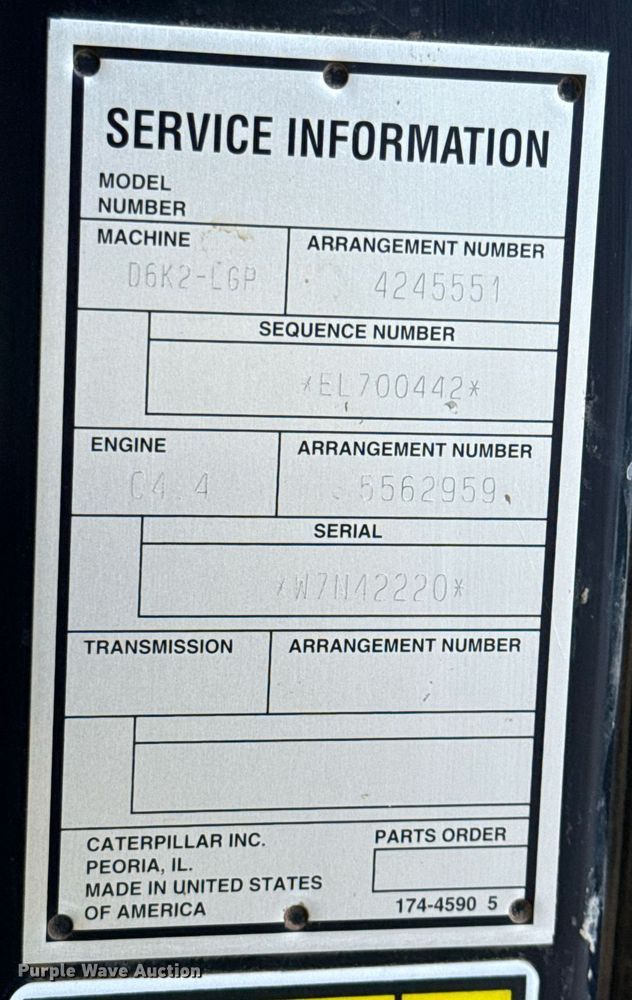 SERVICE INFORMATION
MODEL
NUMBER
MACHINE ARRANGEMENT NUMBER
D6K2-LGP 4245551
SEQUENCE NUMBER
*EL700442*
ENGINE ARRANGEMENT NUMBER
C4.4 5562959
SERIAL
*W7N42220*
TRANSMISSION ARRANGEMENT NUMBER
CATERPILLAR INC. PARTS ORDER
PEORIA, IL.
MADE IN UNITED STATES
OF AMERICA 174-4590 5
Purple Wave Auction